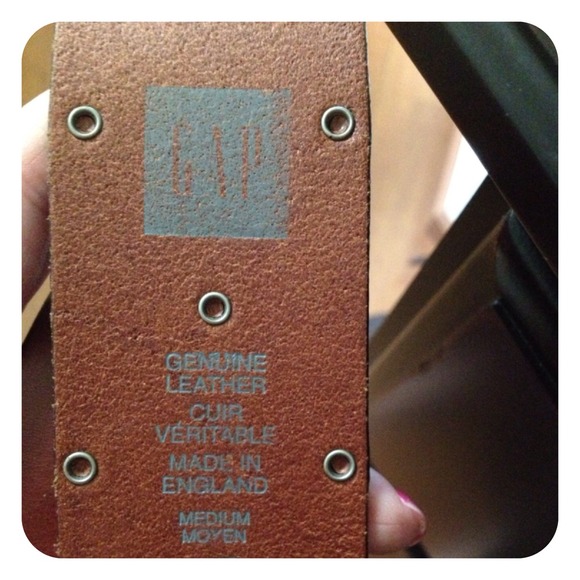 GAP
GENUINE
LEATHER
CUIR
VÉRITABLE
MADE IN
ENGLAND
MEDIUM
MOYEN